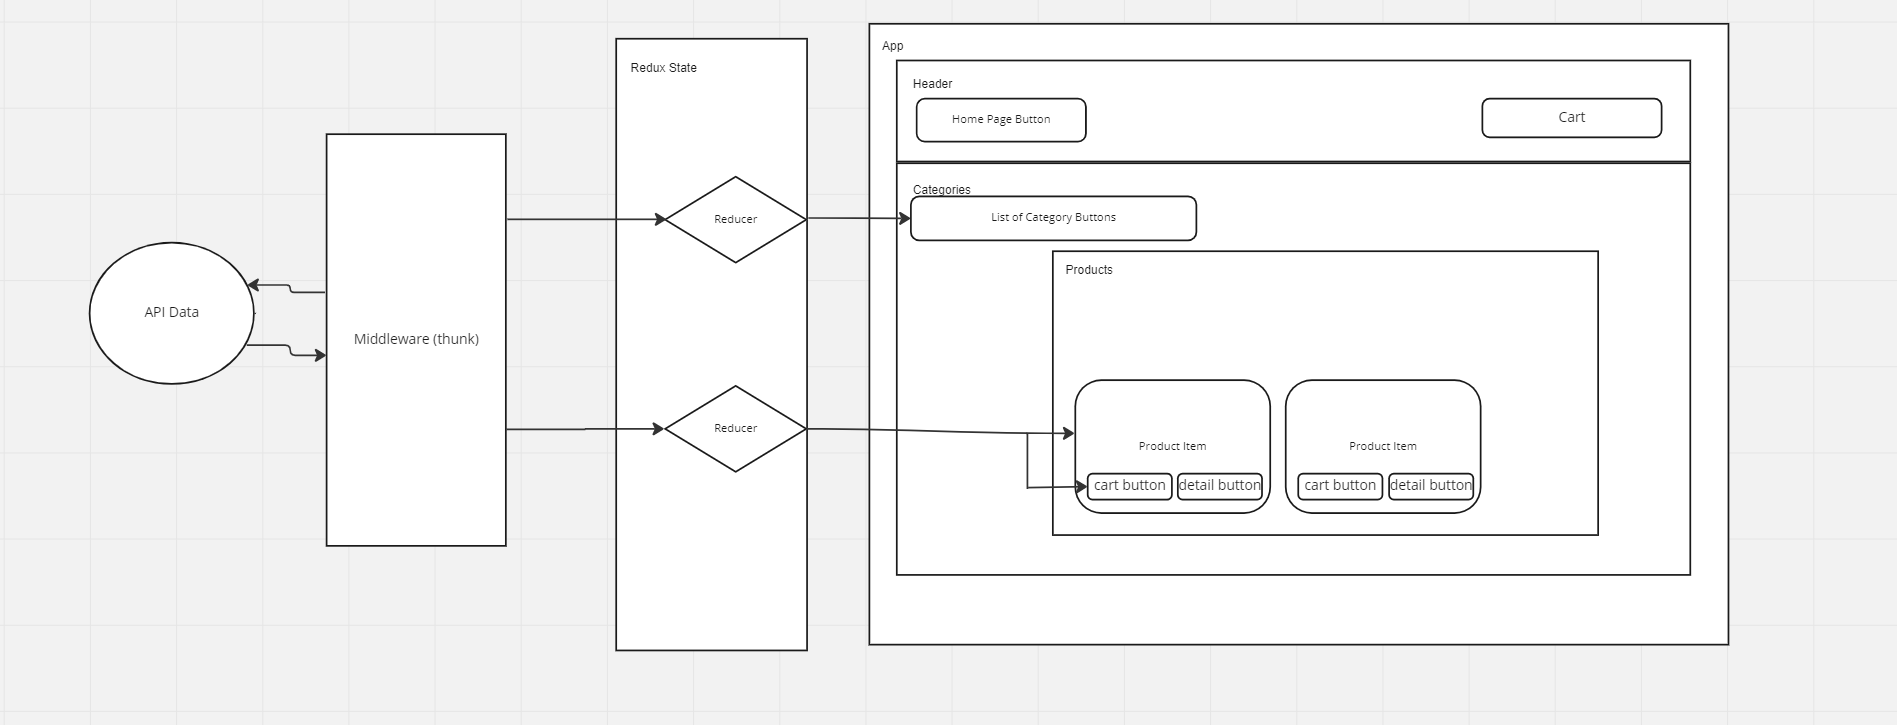 App
Redux State
Header
Home Page Button
Cart
Categories
List of Category Buttons
Reducer
Products
API Data
Middleware (thunk)
Reducer
Product Item
cart button
detail button
Product Item
cart button
detail button